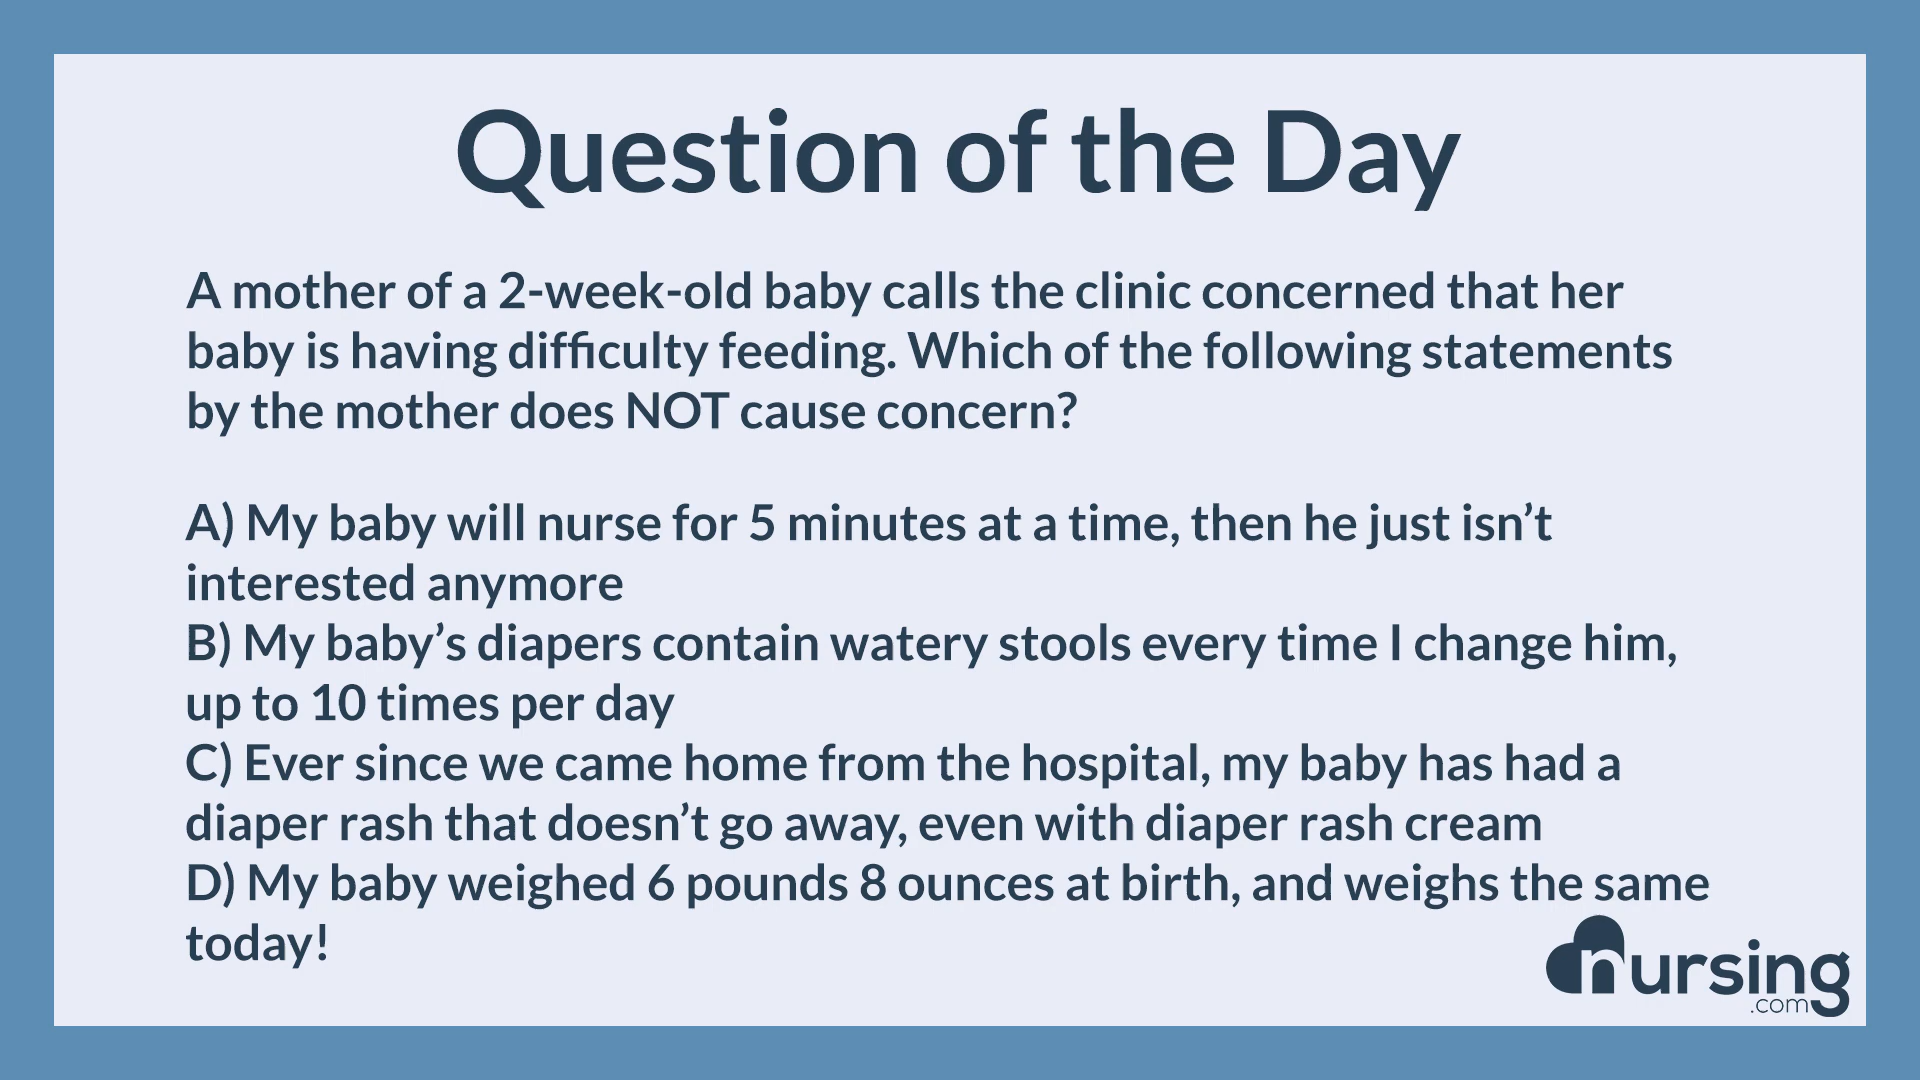 Question of the Day
A mother of a 2-week-old baby calls the clinic concerned that her
baby is having difficulty feeding. Which of the following statements
by the mother does NOT cause concern?
A) My baby will nurse for 5 minutes at a time, then he just isn’t
interested anymore
B) My baby’s diapers contain watery stools every time I change him,
up to 10 times per day
C) Ever since we came home from the hospital, my baby has had a
diaper rash that doesn’t go away, even with diaper rash cream
D) My baby weighed 6 pounds 8 ounces at birth, and weighs the same
today!
nursing
.com